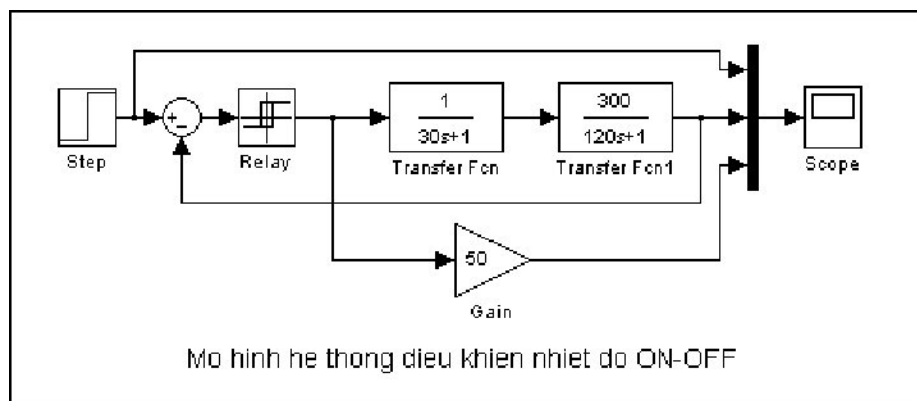 +
-
1
30s+1
300
120s+1
Step
Relay
Transfer Fcn
Transfer Fcn1
Scope
50
Gain
Mo hinh he thong dieu khien nhiet do ON-OFF